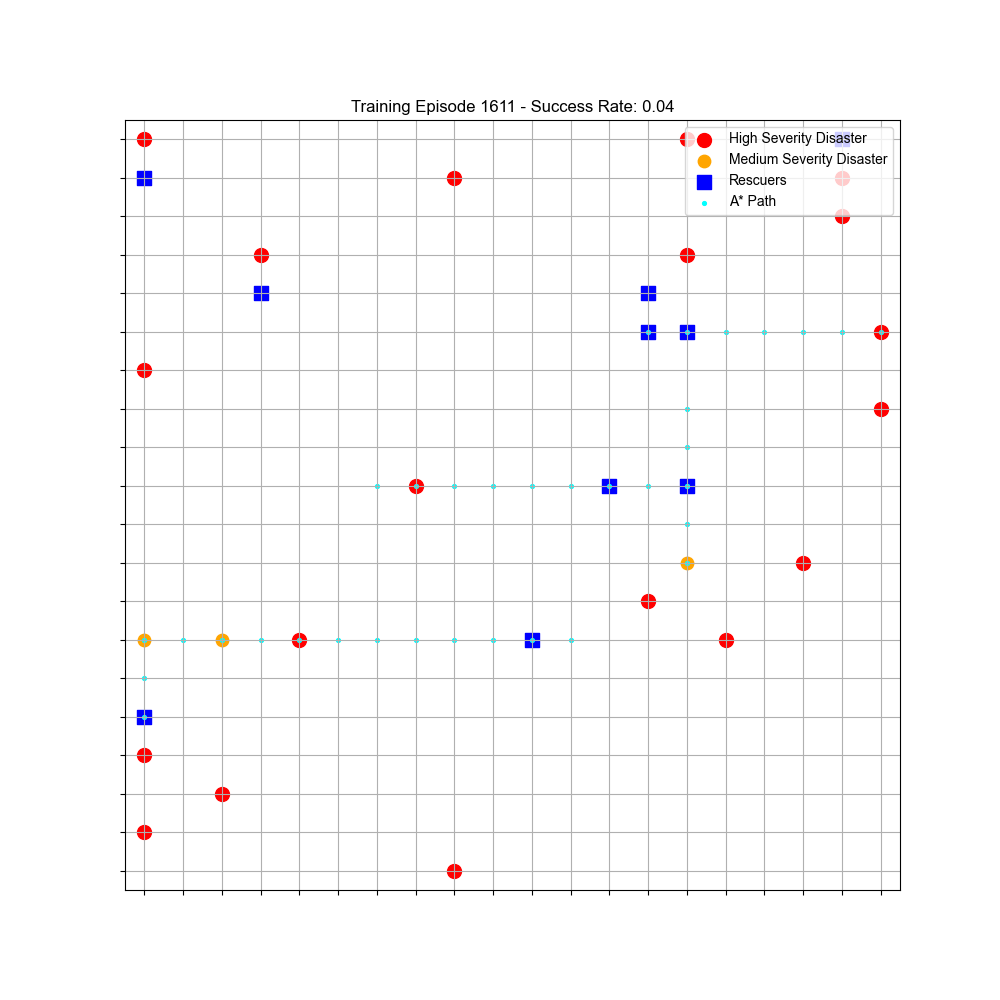 Training Episode 1611 - Success Rate: 0.04
High Severity Disaster
Medium Severity Disaster
Rescuers
A* Path